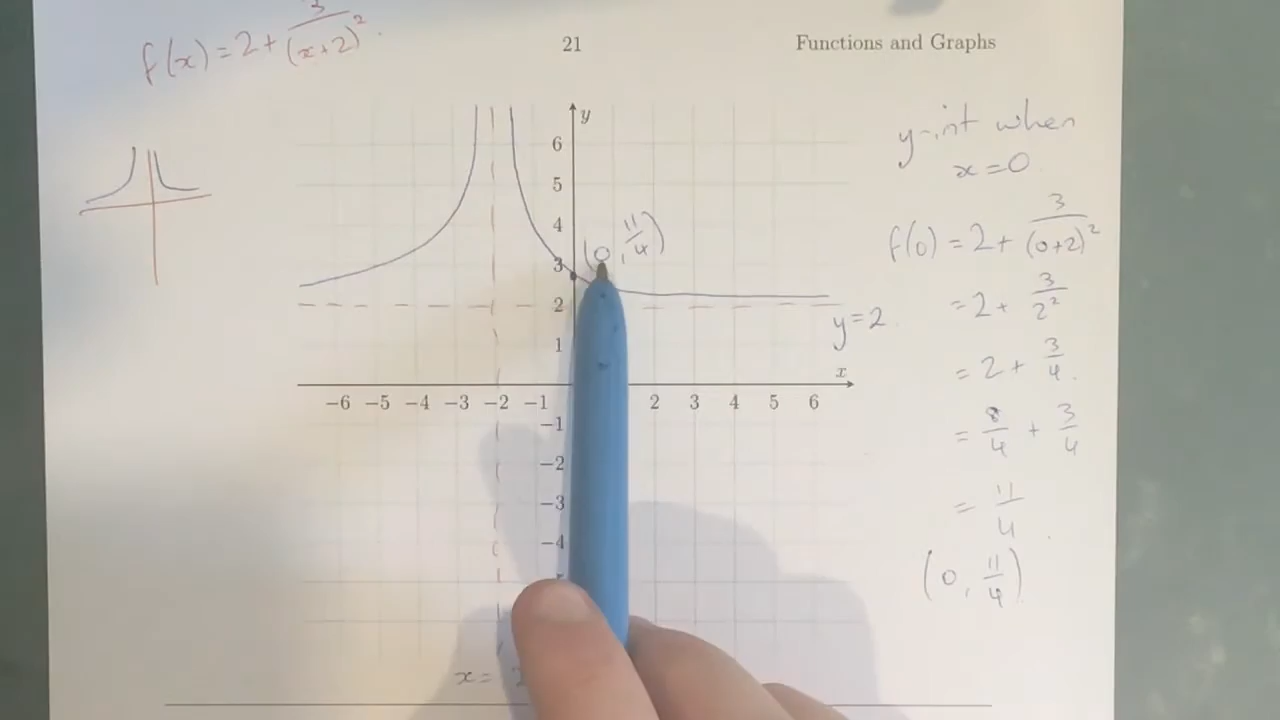 f(x) = 2 + 3/(x+2)².
21
Functions and Graphs
y
6
5
4
3
2
1
−1
−2
−3
−4
−6 −5 −4 −3 −2 −1 2 3 4 5 6
x
(0, 11/4)
y = 2
x =
y-int when
x = 0
f(0) = 2 + 3/(0+2)²
= 2 + 3/2²
= 2 + 3/4.
= 8/4 + 3/4
= 11/4
(0, 11/4)